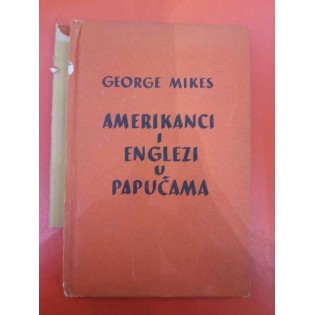 GEORGE MIKES
AMERIKANCI
I
ENGLEZI
U
PAPUČAMA